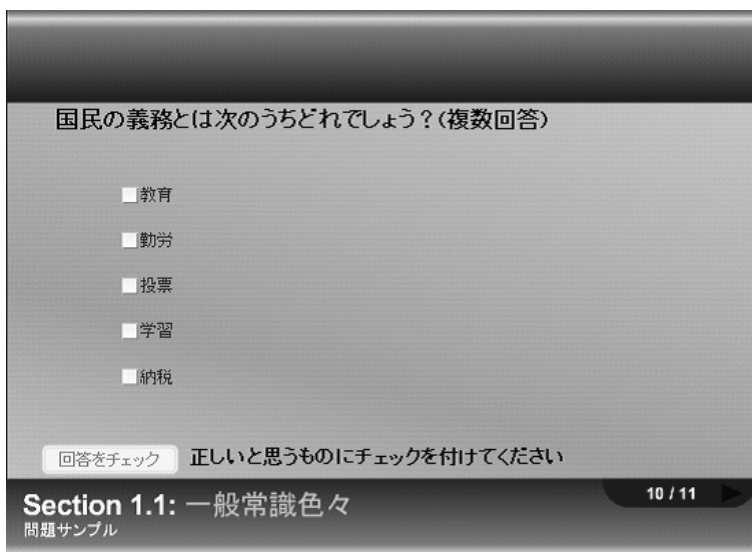 国民の義務とは次のうちどれでしょう？(複数回答)
教育
勤労
投票
学習
納税
回答をチェック 正しいと思うものにチェックを付けてください
10 / 11
Section 1.1: 一般常識色々
問題サンプル